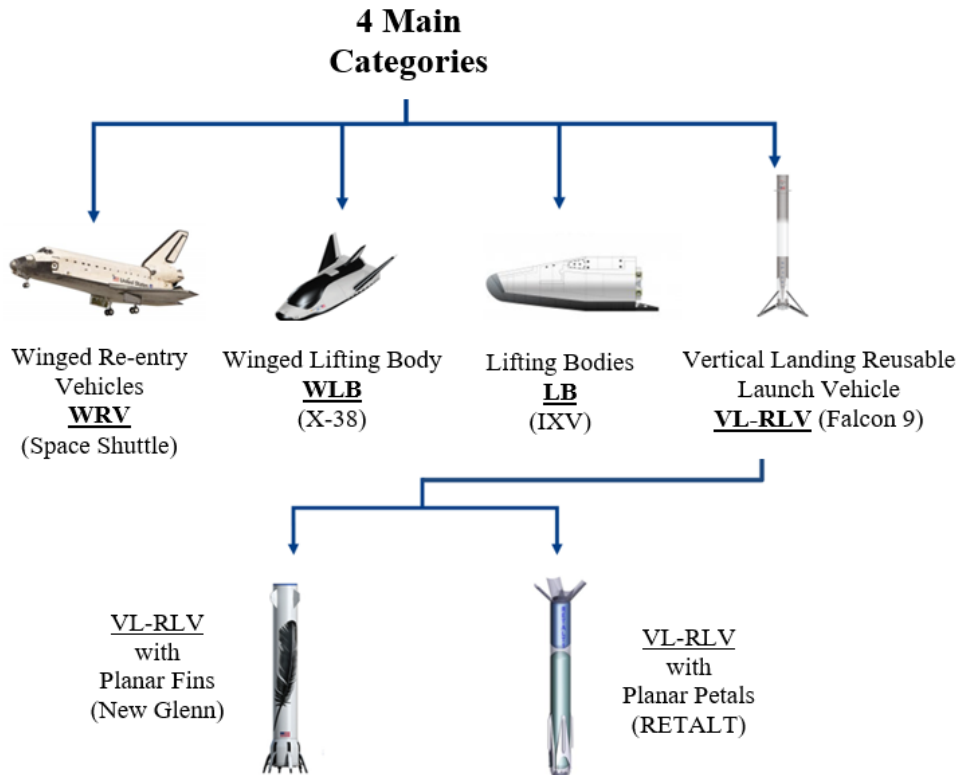 4 Main
Categories
United States
Winged Re-entry
Vehicles
WRV
(Space Shuttle)
Winged Lifting Body
WLB
(X-38)
Lifting Bodies
LB
(IXV)
Vertical Landing Reusable
Launch Vehicle
VL-RLV (Falcon 9)
VL-RLV
with
Planar Fins
(New Glenn)
VL-RLV
with
Planar Petals
(RETALT)